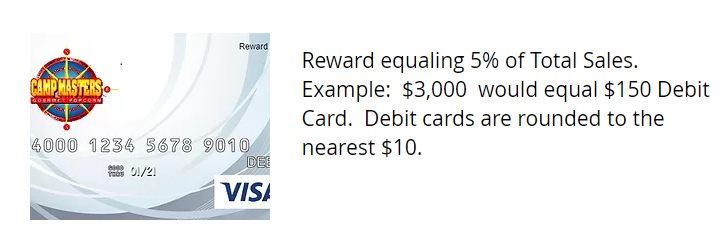 Reward
CAMP MASTERS
GOURMET POPCORN
4000 1234 5678 9010
GOOD
THRU 01/21
DEB
VISA
Reward equaling 5% of Total Sales.
Example:  $3,000  would equal $150 Debit
Card.  Debit cards are rounded to the
nearest $10.